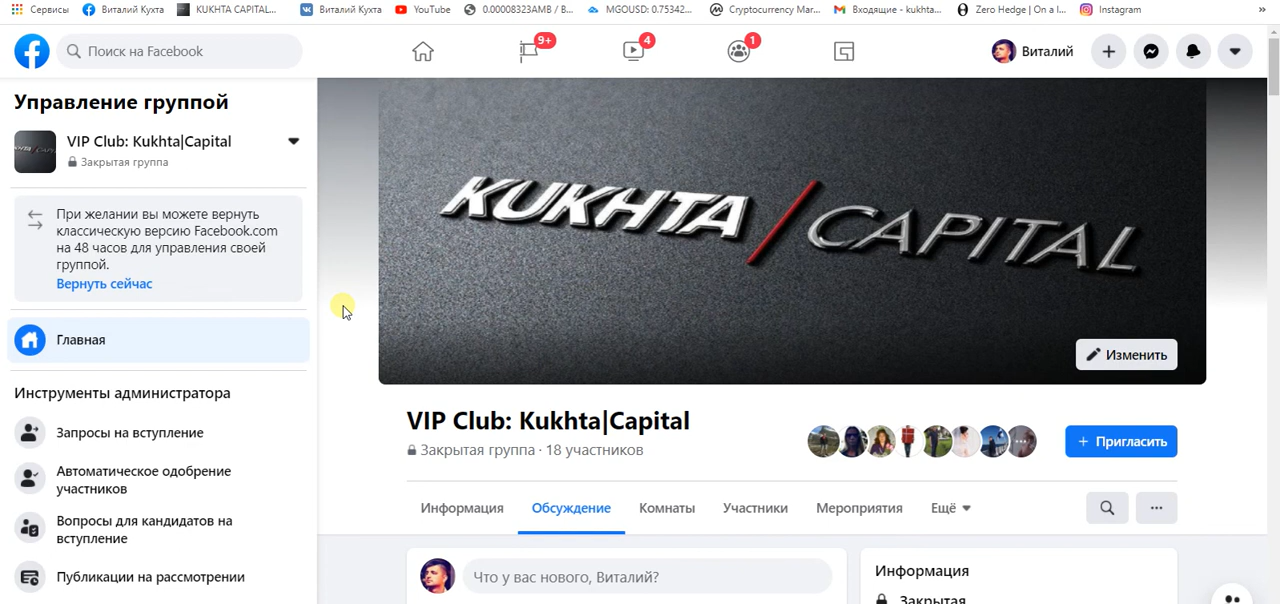 Сервисы Виталий Кухта KUKHTA CAPITAL... Виталий Кухта YouTube 0.00008323AMB / B... MGOUSD: 0.75342... Cryptocurrency Mar... Входящие - kukhta... Zero Hedge | On a l... Instagram »
Поиск на Facebook 9+ 4 1 Виталий
Управление группой
VIP Club: Kukhta|Capital
Закрытая группа
При желании вы можете вернуть
классическую версию Facebook.com
на 48 часов для управления своей
группой.
Вернуть сейчас
Главная
Инструменты администратора
Запросы на вступление
Автоматическое одобрение
участников
Вопросы для кандидатов на
вступление
Публикации на рассмотрении
KUKHTA/CAPITAL
Изменить
VIP Club: Kukhta|Capital
Закрытая группа · 18 участников
+ Пригласить
Информация Обсуждение Комнаты Участники Мероприятия Ещё
Что у вас нового, Виталий?
Информация
Закрытая